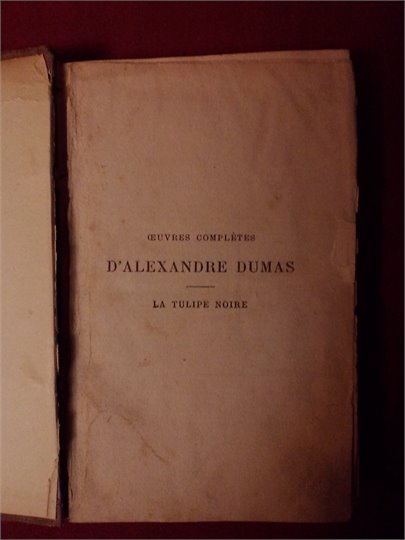 ŒUVRES COMPLÈTES
D'ALEXANDRE DUMAS
LA TULIPE NOIRE